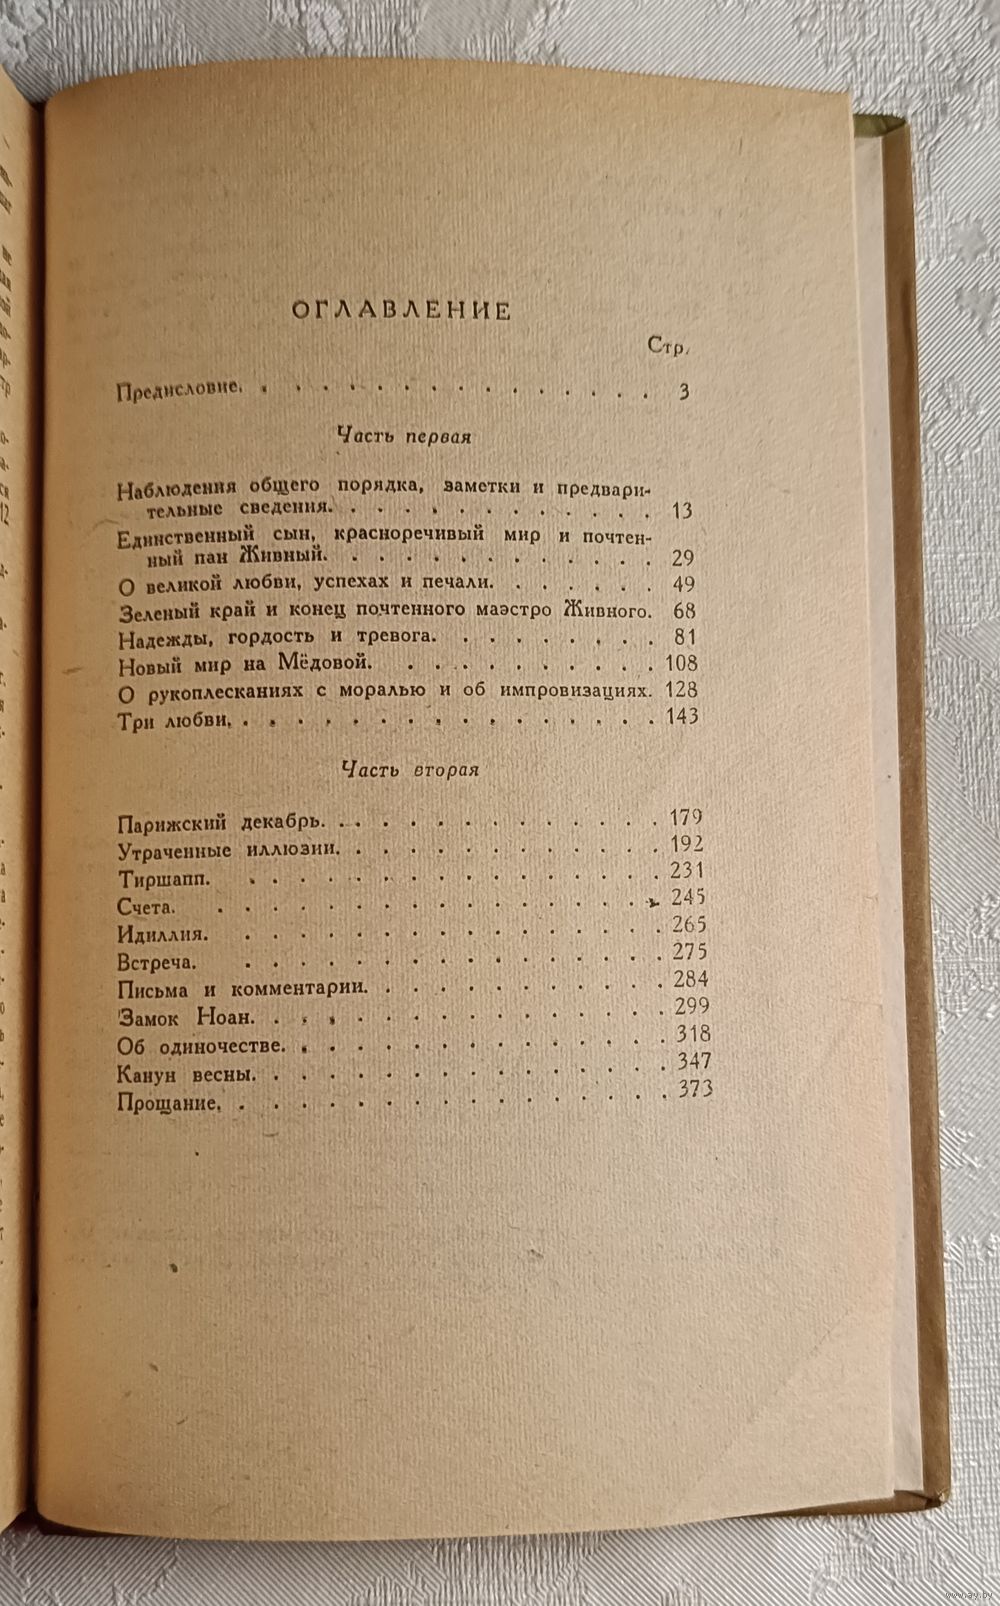 ОГЛАВЛЕНИЕ
Стр.
Предисловие. . . . . . . . . . . . . . . . 3
Часть первая
Наблюдения общего порядка, заметки и предвари-
тельные сведения. . . . . . . . . . . . . 13
Единственный сын, красноречивый мир и почтен-
ный пан Живный. . . . . . . . . . . . . 29
О великой любви, успехах и печали. . . . . . . 49
Зеленый край и конец почтенного маэстро Живного. 68
Надежды, гордость и тревога. . . . . . . . . 81
Новый мир на Мёдовой. . . . . . . . . . . 108
О рукоплесканиях с моралью и об импровизациях. 128
Три любви. . . . . . . . . . . . . . . . . 143
Часть вторая
Парижский декабрь. . . . . . . . . . . . . . 179
Утраченные иллюзии. . . . . . . . . . . . . 192
Тиршапп. . . . . . . . . . . . . . . . . 231
Счета. . . . . . . . . . . . . . . . . . 245
Идиллия. . . . . . . . . . . . . . . . . 265
Встреча. . . . . . . . . . . . . . . . . 275
Письма и комментарии. . . . . . . . . . . . 284
Замок Ноан. . . . . . . . . . . . . . . . 299
Об одиночестве. . . . . . . . . . . . . . . 318
Канун весны. . . . . . . . . . . . . . . . 347
Прощание. . . . . . . . . . . . . . . . . 373